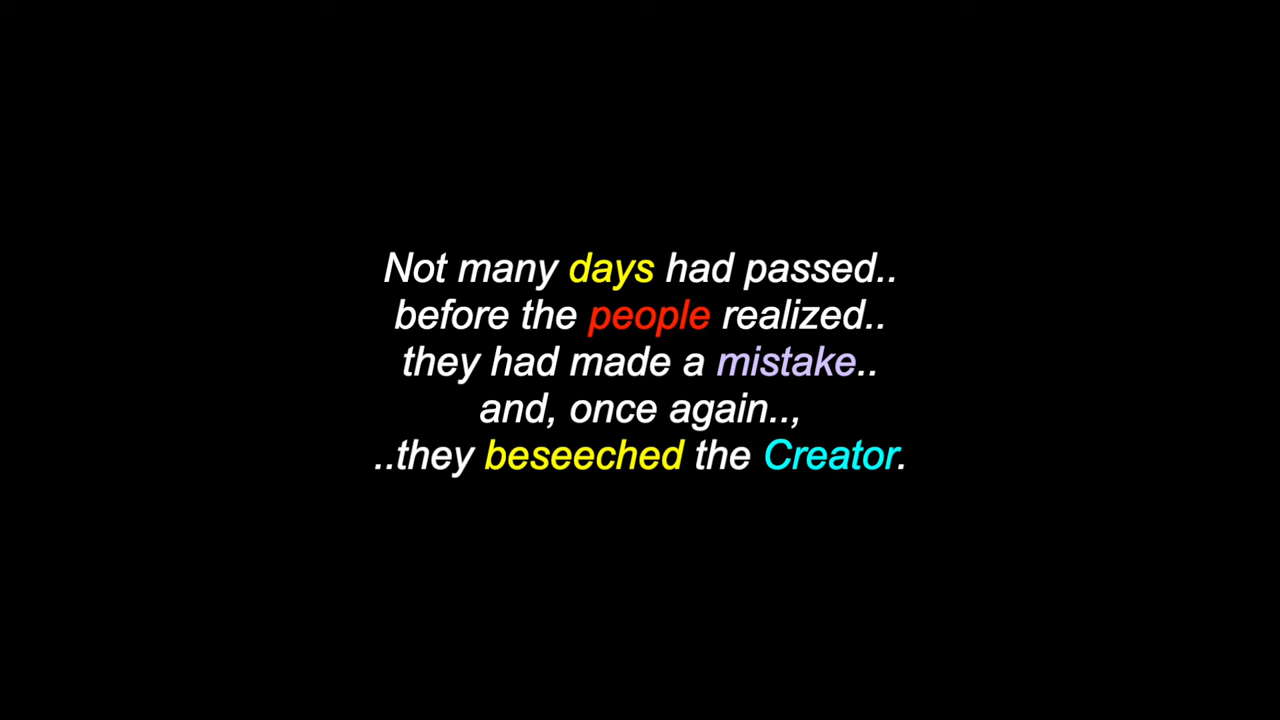 Not many days had passed..
before the people realized..
they had made a mistake..
and, once again..,
..they beseeched the Creator.